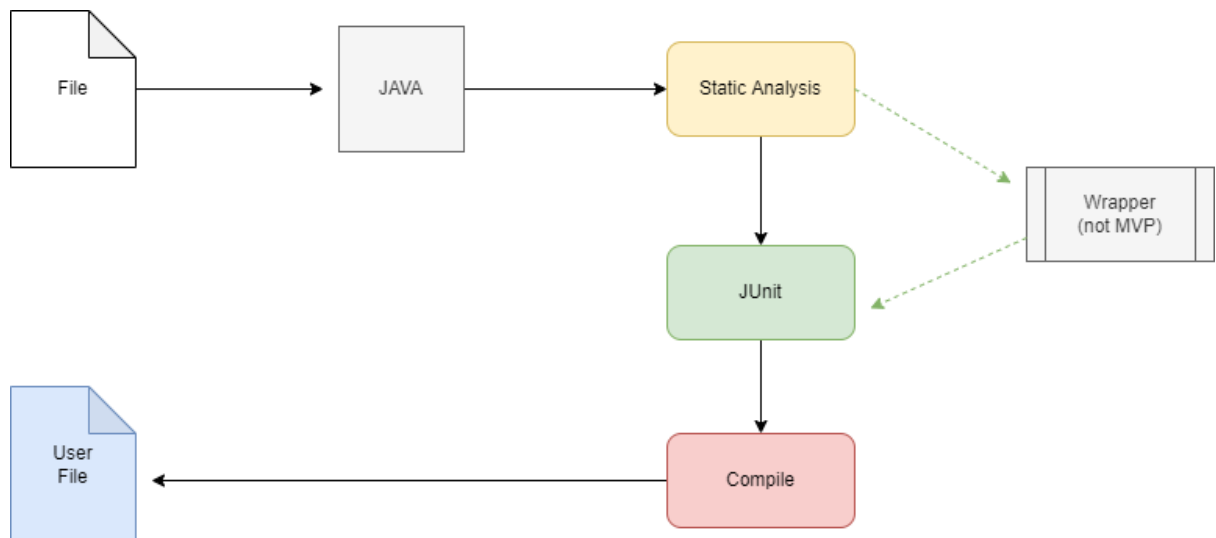 File
JAVA
Static Analysis
Wrapper
(not MVP)
JUnit
User
File
Compile